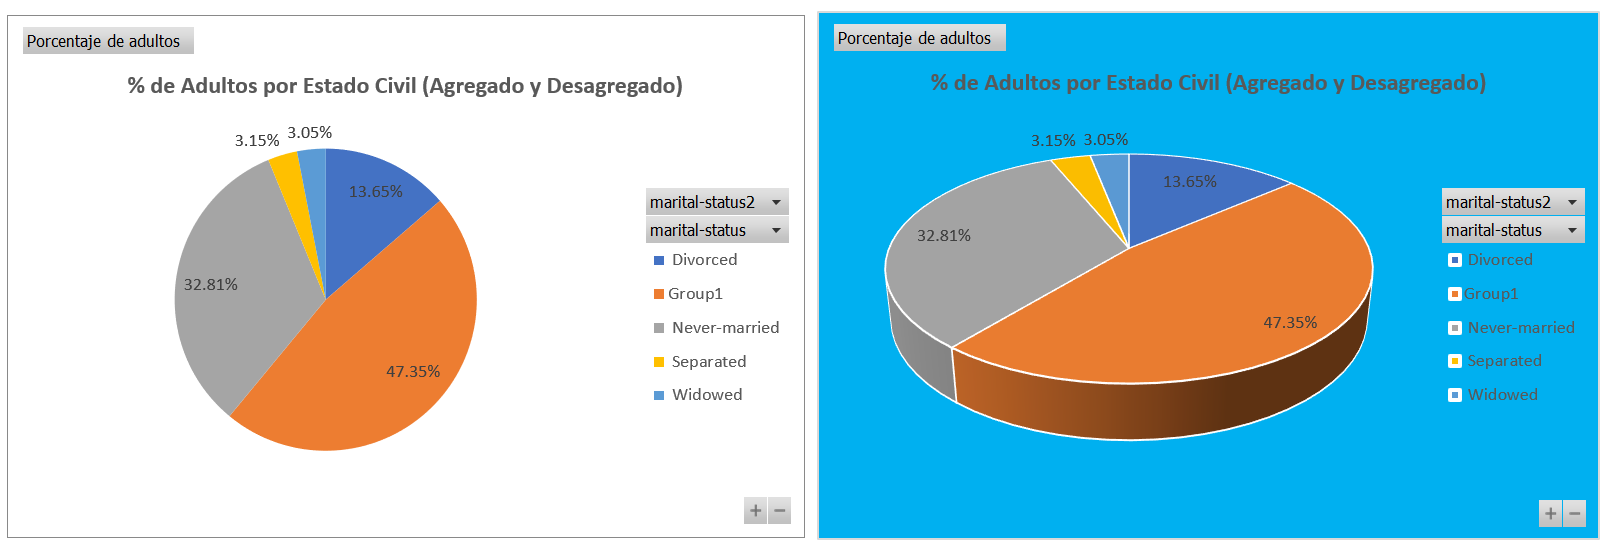 Porcentaje de adultos
% de Adultos por Estado Civil (Agregado y Desagregado)
3.15%
3.05%
13.65%
32.81%
47.35%
marital-status2
marital-status
Divorced
Group1
Never-married
Separated
Widowed
+ −
Porcentaje de adultos
% de Adultos por Estado Civil (Agregado y Desagregado)
3.15%
3.05%
13.65%
32.81%
47.35%
marital-status2
marital-status
Divorced
Group1
Never-married
Separated
Widowed
+ −